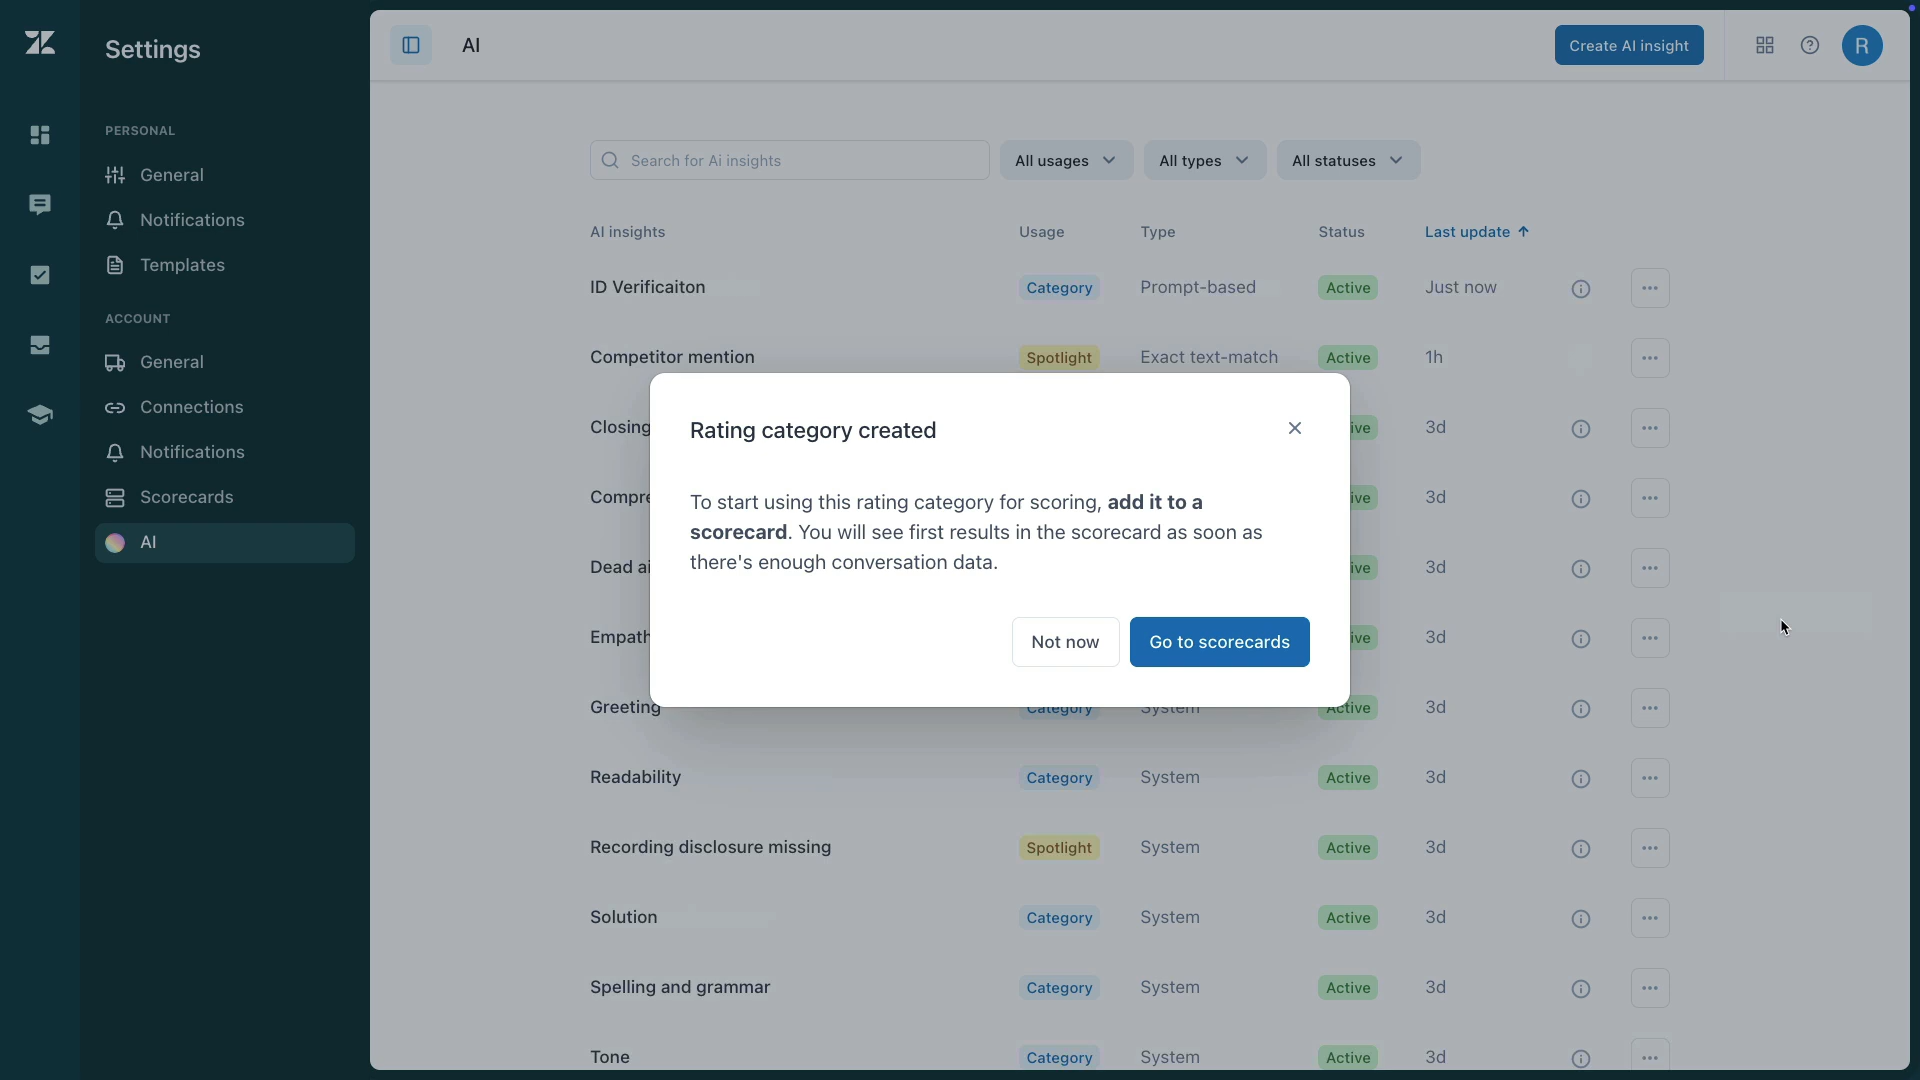 Settings
PERSONAL
General
Notifications
Templates
ACCOUNT
General
Connections
Notifications
Scorecards
AI
AI
Create AI insight
R
Search for Ai insights
All usages
All types
All statuses
AI insights Usage Type Status Last update
ID Verificaiton Category Prompt-based Active Just now
Competitor mention Spotlight Exact text-match Active 1h
Closing ive 3d
Compre ive 3d
Dead ai ive 3d
Empath ive 3d
Rating category created
To start using this rating category for scoring, add it to a
scorecard. You will see first results in the scorecard as soon as
there's enough conversation data.
Not now
Go to scorecards
Greeting Category System Active 3d
Readability Category System Active 3d
Recording disclosure missing Spotlight System Active 3d
Solution Category System Active 3d
Spelling and grammar Category System Active 3d
Tone Category System Active 3d